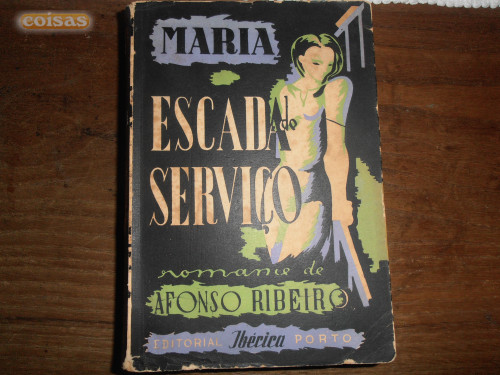 coisas
MARIA
ESCADA de
SERVIÇO
romance de
AFONSO RIBEIRO
EDITORIAL Ibérica PORTO